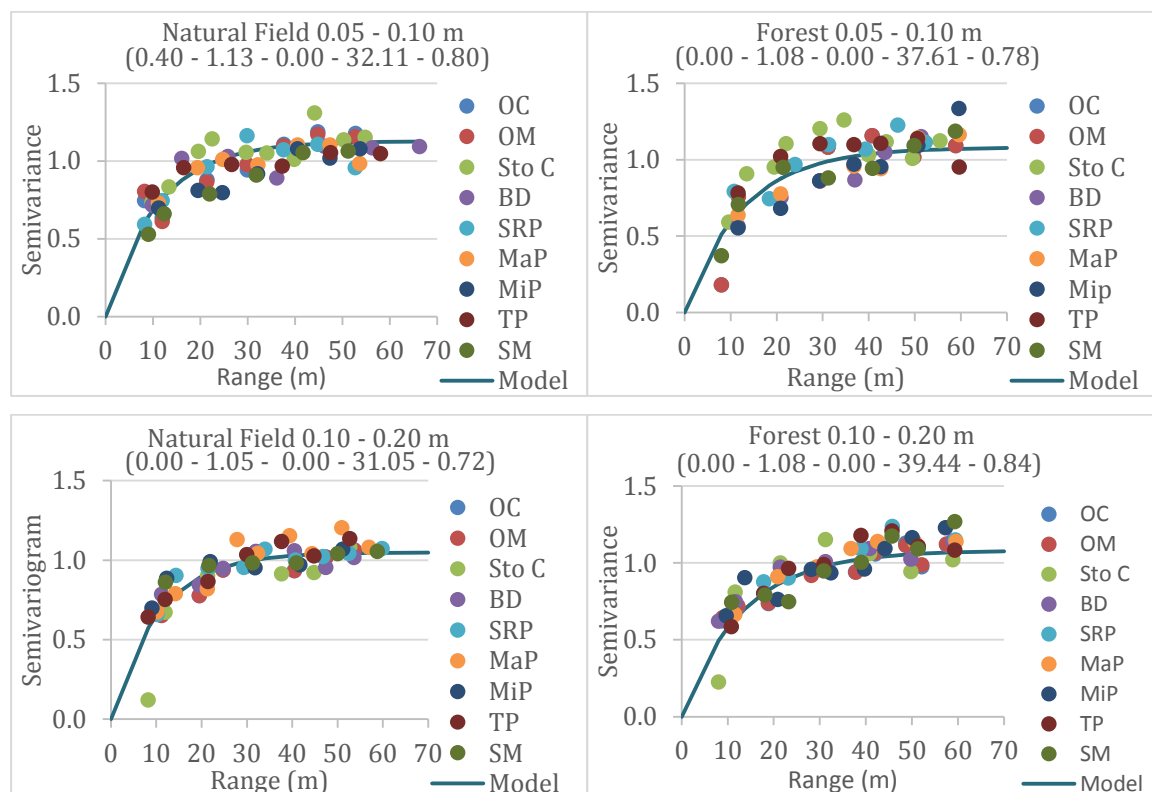 Natural Field 0.05 - 0.10 m
(0.40 - 1.13 - 0.00 - 32.11 - 0.80)
1.5
1.0
0.5
0.0
Semivariance
0 10 20 30 40 50 60 70
Range (m)
OC
OM
Sto C
BD
SRP
MaP
MiP
TP
SM
Model
Forest 0.05 - 0.10 m
(0.00 - 1.08 - 0.00 - 37.61 - 0.78)
1.5
1.0
0.5
0.0
Semivariance
0 10 20 30 40 50 60 70
Range (m)
OC
OM
Sto C
BD
SRP
MaP
Mip
TP
SM
Model
Natural Field 0.10 - 0.20 m
(0.00 - 1.05 - 0.00 - 31.05 - 0.72)
1.5
1.0
0.5
0.0
Semivariogram
0 10 20 30 40 50 60 70
Range (m)
OC
OM
Sto C
BD
SRP
MaP
MiP
TP
SM
Model
Forest 0.10 - 0.20 m
(0.00 - 1.08 - 0.00 - 39.44 - 0.84)
1.5
1.0
0.5
0.0
Semivariance
0 10 20 30 40 50 60 70
Range (m)
OC
OM
Sto C
BD
SRP
MaP
MiP
TP
SM
Model